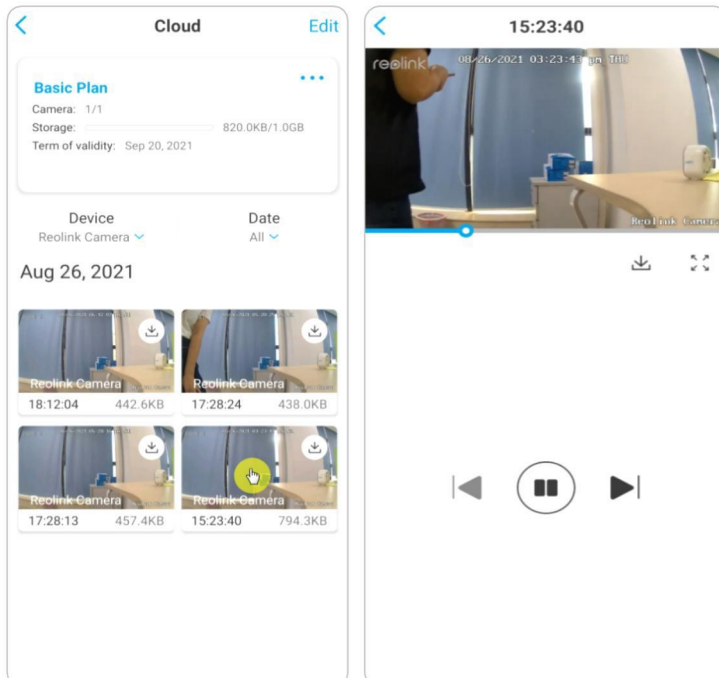 Cloud
Edit
Basic Plan
Camera: 1/1
Storage: 820.0KB/1.0GB
Term of validity: Sep 20, 2021
Device
Date
Reolink Camera
All
Aug 26, 2021
Reolink Camera
18:12:04 442.6KB
Reolink Camera
17:28:24 438.0KB
Reolink Camera
17:28:13 457.4KB
Reolink Camera
15:23:40 794.3KB
15:23:40
reolink
08/26/2021 03:23:43 pm THU
Reolink Camera